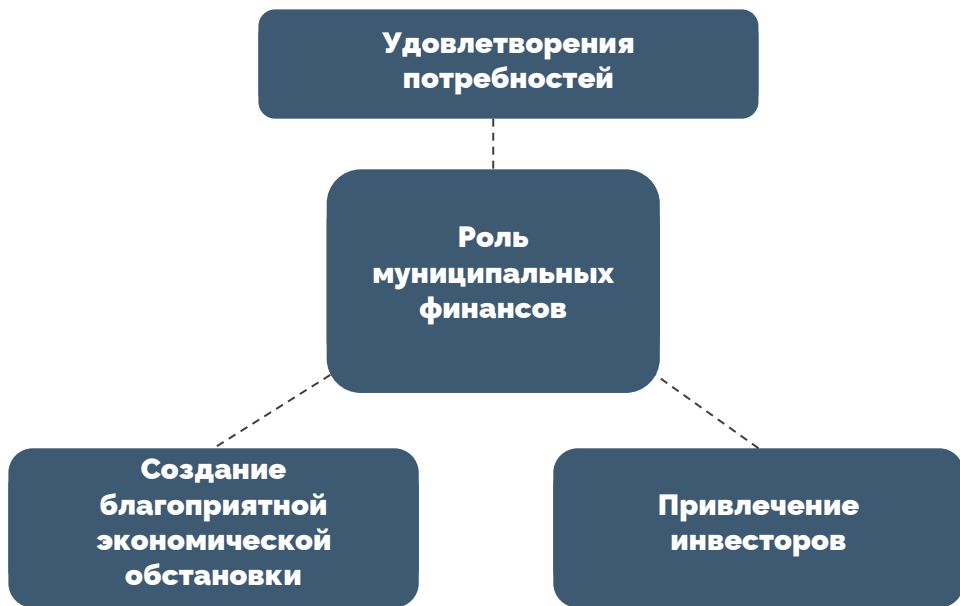 Удовлетворения
потребностей
Роль
муниципальных
финансов
Создание
благоприятной
экономической
обстановки
Привлечение
инвесторов